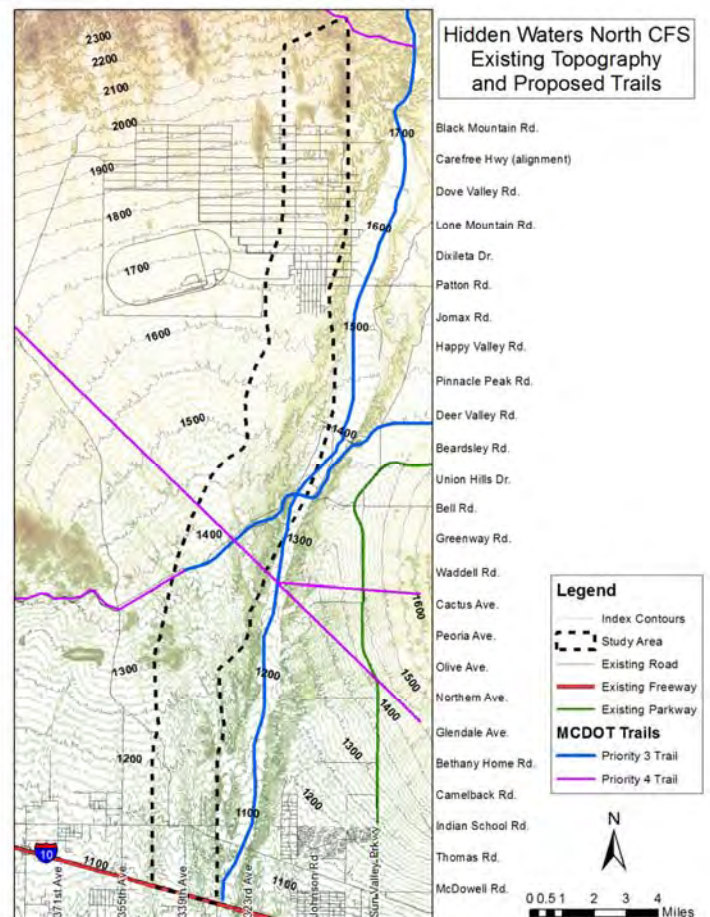 Hidden Waters North CFS
Existing Topography
and Proposed Trails
2300
2200
2100
2000
1900
1800
1700
1600
1500
1400
1300
1200
1100
1700
1600
1500
1400
1300
1200
1100
1600
1500
1400
1300
1200
1100
Black Mountain Rd.
Carefree Hwy (alignment)
Dove Valley Rd.
Lone Mountain Rd.
Dixileta Dr.
Patton Rd.
Jomax Rd.
Happy Valley Rd.
Pinnacle Peak Rd.
Deer Valley Rd.
Beardsley Rd.
Union Hills Dr.
Bell Rd.
Greenway Rd.
Waddell Rd.
Cactus Ave.
Peoria Ave.
Olive Ave.
Northern Ave.
Glendale Ave.
Bethany Home Rd.
Camelback Rd.
Indian School Rd.
Thomas Rd.
McDowell Rd.
10
371st Ave
355th Ave.
339th Ave
323rd Ave.
Johnson Rd.
Sun Valley Prkwy
Legend
Index Contours
Study Area
Existing Road
Existing Freeway
Existing Parkway
MCDOT Trails
Priority 3 Trail
Priority 4 Trail
N
0 0.5 1 2 3 4
Miles